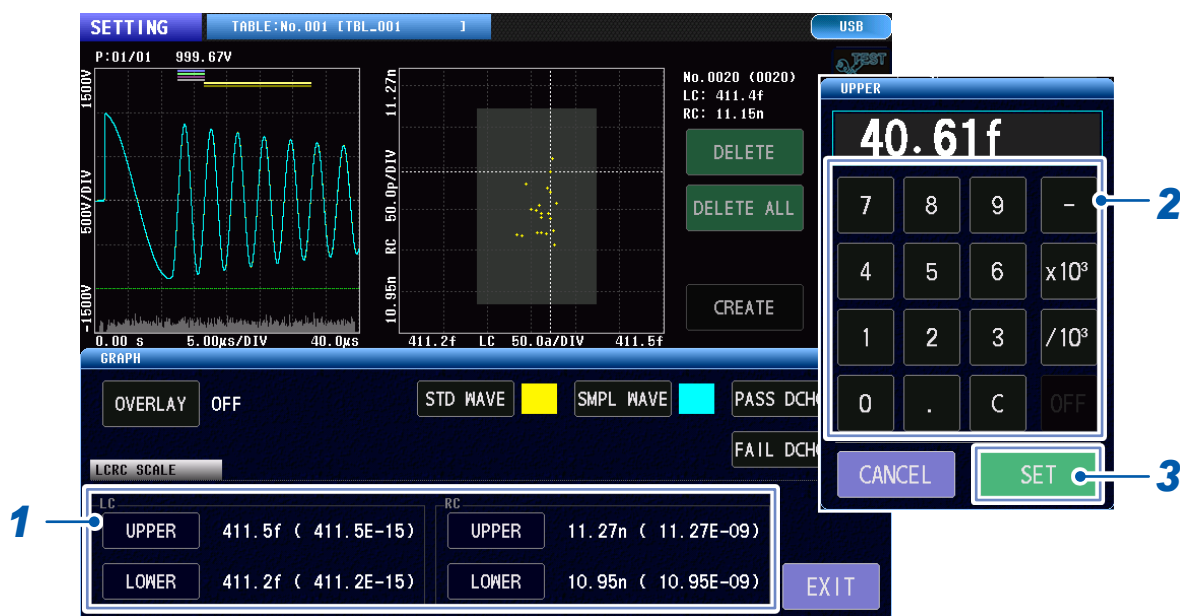 SETTING
TABLE:No.001 [TBL_001 ]
USB
P:01/01 999.67V
TEST
1500V
500V/DIV
-1500V
0.00 s 5.00µs/DIV 40.0µs
11.27n
RC 50.0p/DIV
10.95n
411.2f LC 50.0a/DIV 411.5f
No.0020 (0020)
LC: 411.4f
RC: 11.15n
DELETE
DELETE ALL
CREATE
UPPER
40.61f
7 8 9 −
4 5 6 x10³
1 2 3 /10³
0 . C OFF
CANCEL SET
2
3
GRAPH
OVERLAY OFF
STD WAVE
SMPL WAVE
PASS DCH
FAIL DCH
LCRC SCALE
1
LC
UPPER 411.5f ( 411.5E-15)
LOWER 411.2f ( 411.2E-15)
RC
UPPER 11.27n ( 11.27E-09)
LOWER 10.95n ( 10.95E-09)
EXIT